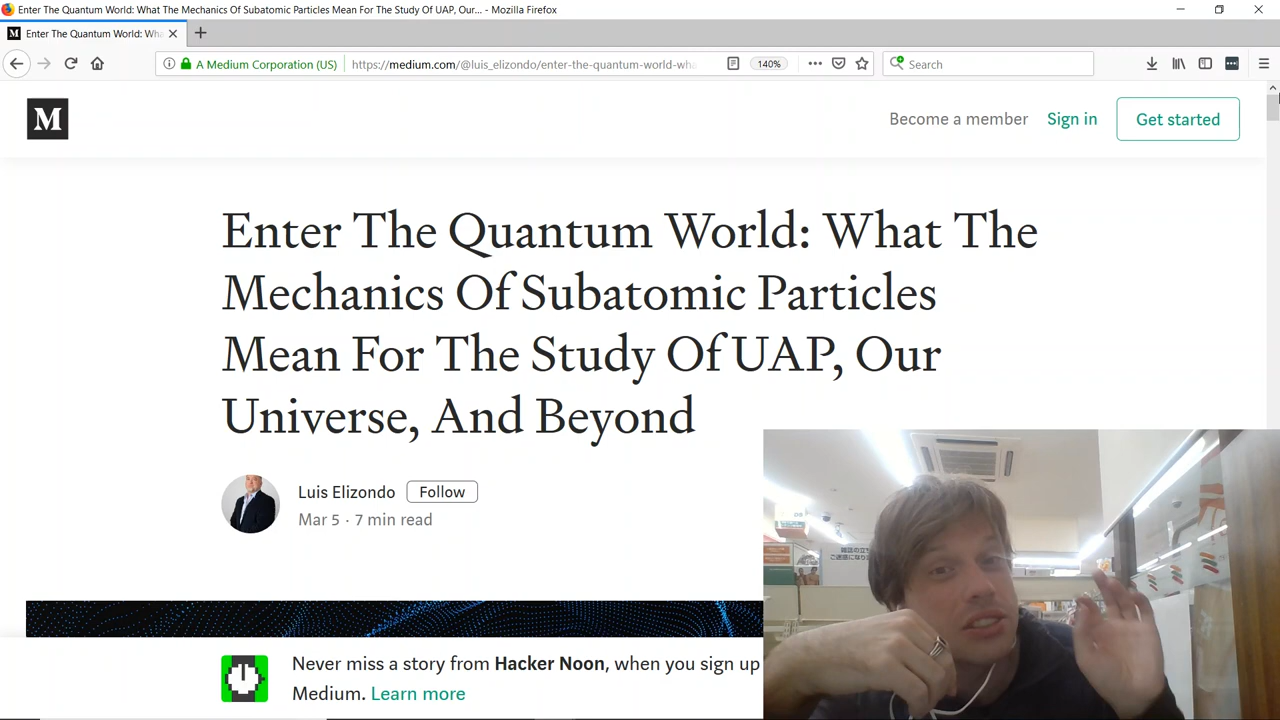 Enter The Quantum World: What The Mechanics Of Subatomic Particles Mean For The Study Of UAP, Our... - Mozilla Firefox
M Enter The Quantum World: Wha
A Medium Corporation (US) https://medium.com/@luis_elizondo/enter-the-quantum-world-wha 140% Search
M Become a member Sign in Get started
Enter The Quantum World: What The
Mechanics Of Subatomic Particles
Mean For The Study Of UAP, Our
Universe, And Beyond
Luis Elizondo Follow
Mar 5 · 7 min read
Never miss a story from Hacker Noon, when you sign up
Medium. Learn more